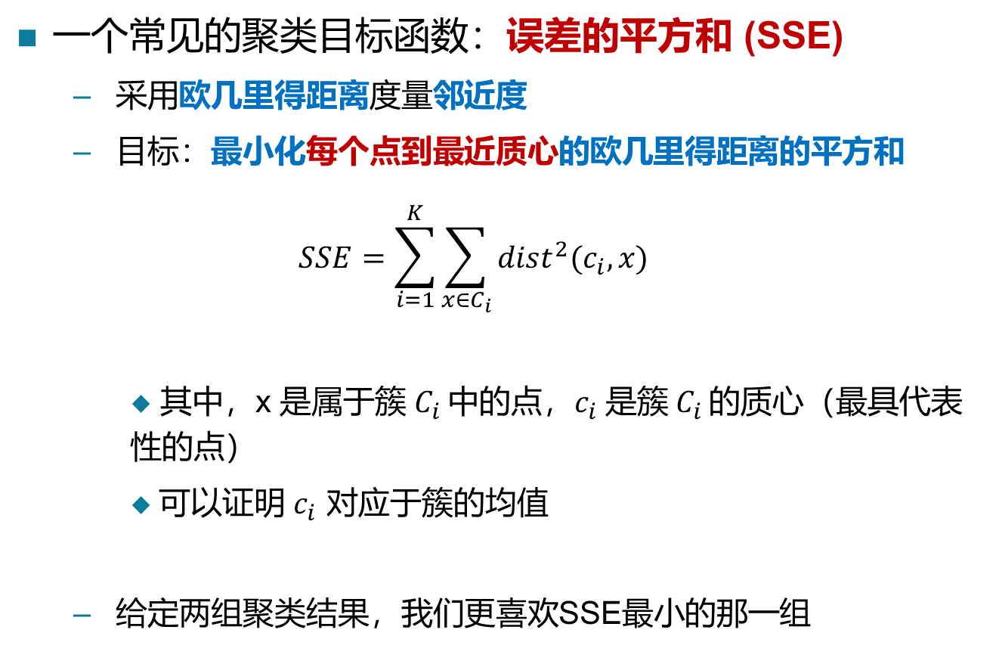 ■ 一个常见的聚类目标函数：误差的平方和 (SSE)
– 采用欧几里得距离度量邻近度
– 目标：最小化每个点到最近质心的欧几里得距离的平方和
$SSE = \sum_{i=1}^{K} \sum_{x \in C_i} dist^2(c_i, x)$
◆ 其中，x 是属于簇 $C_i$ 中的点，$c_i$ 是簇 $C_i$ 的质心（最具代表
性的点）
◆ 可以证明 $c_i$ 对应于簇的均值
– 给定两组聚类结果，我们更喜欢SSE最小的那一组